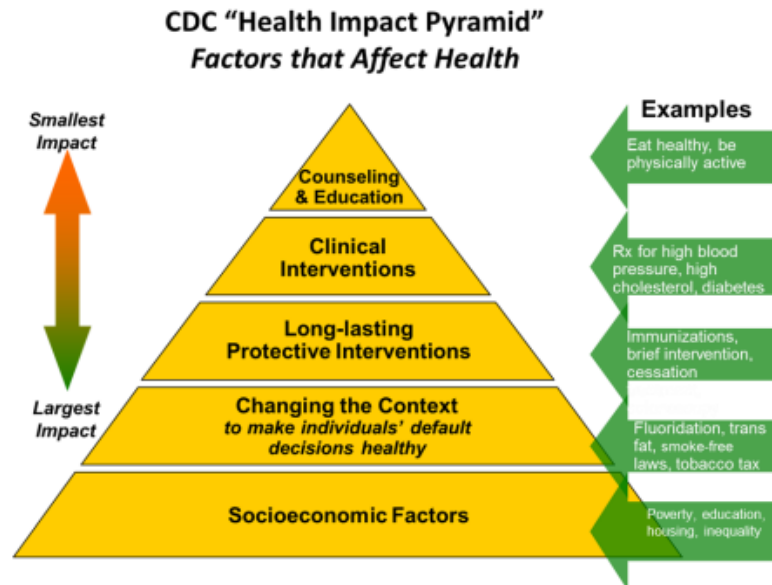 CDC “Health Impact Pyramid”
Factors that Affect Health
Smallest
Impact
Largest
Impact
Counseling
& Education
Clinical
Interventions
Long-lasting
Protective Interventions
Changing the Context
to make individuals’ default
decisions healthy
Socioeconomic Factors
Examples
Eat healthy, be
physically active
Rx for high blood
pressure, high
cholesterol, diabetes
Immunizations,
brief intervention,
cessation
Fluoridation, trans
fat, smoke-free
laws, tobacco tax
Poverty, education,
housing, inequality